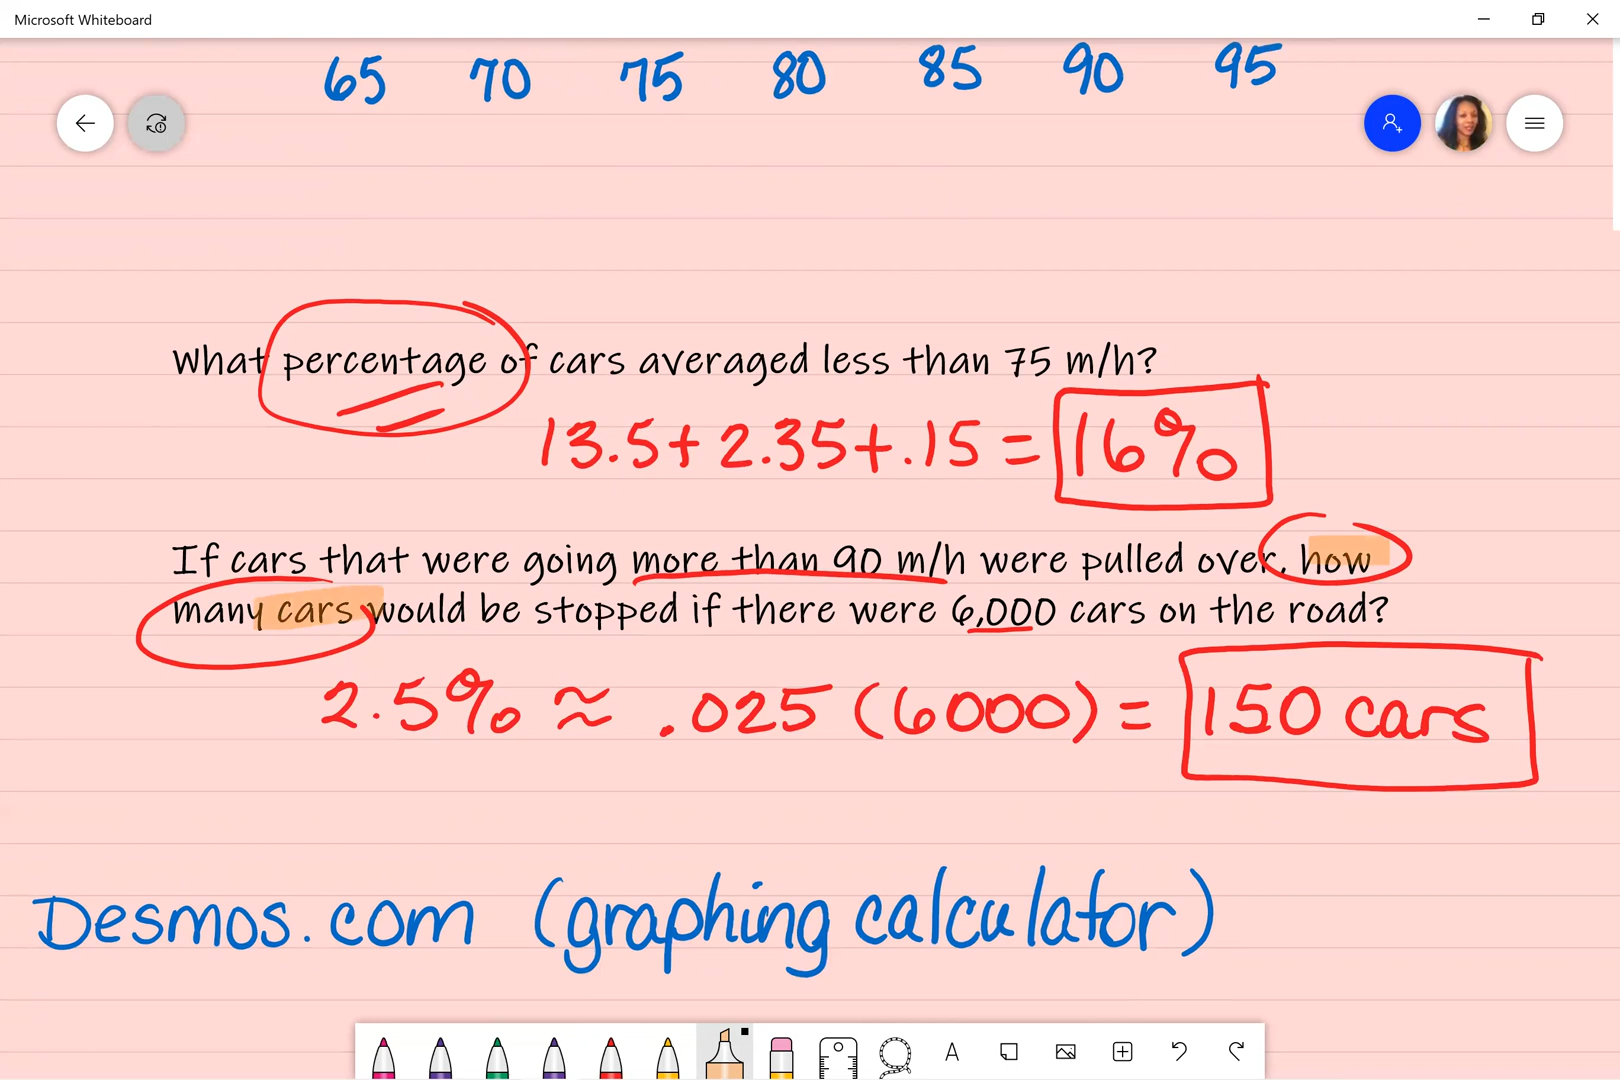 Microsoft Whiteboard
65 70 75 80 85 90 95
What percentage of cars averaged less than 75 m/h?
13.5 + 2.35 + .15 = 16%
If cars that were going more than 90 m/h were pulled over, how
many cars would be stopped if there were 6,000 cars on the road?
2.5% ≈ .025 (6000) = 150 cars
Desmos.com (graphing calculator)
A